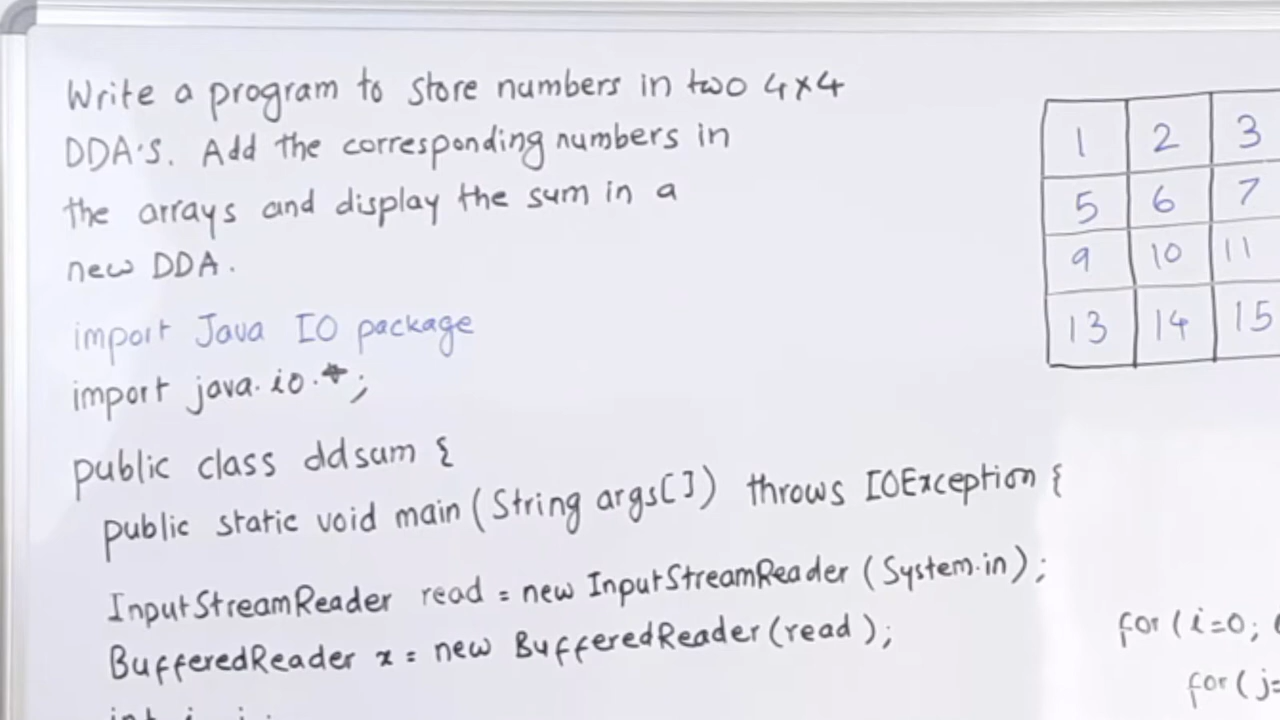 Write a program to store numbers in two 4×4
DDA'S. Add the corresponding numbers in
the arrays and display the sum in a
new DDA.
import Java IO package
import java.io.*;
public class ddsum {
public static void main (String args[]) throws IOException {
InputStreamReader read = new InputStreamReader (System.in);
BufferedReader x = new BufferedReader (read);
1 2 3
5 6 7
9 10 11
13 14 15
for (i=0;
for (j=